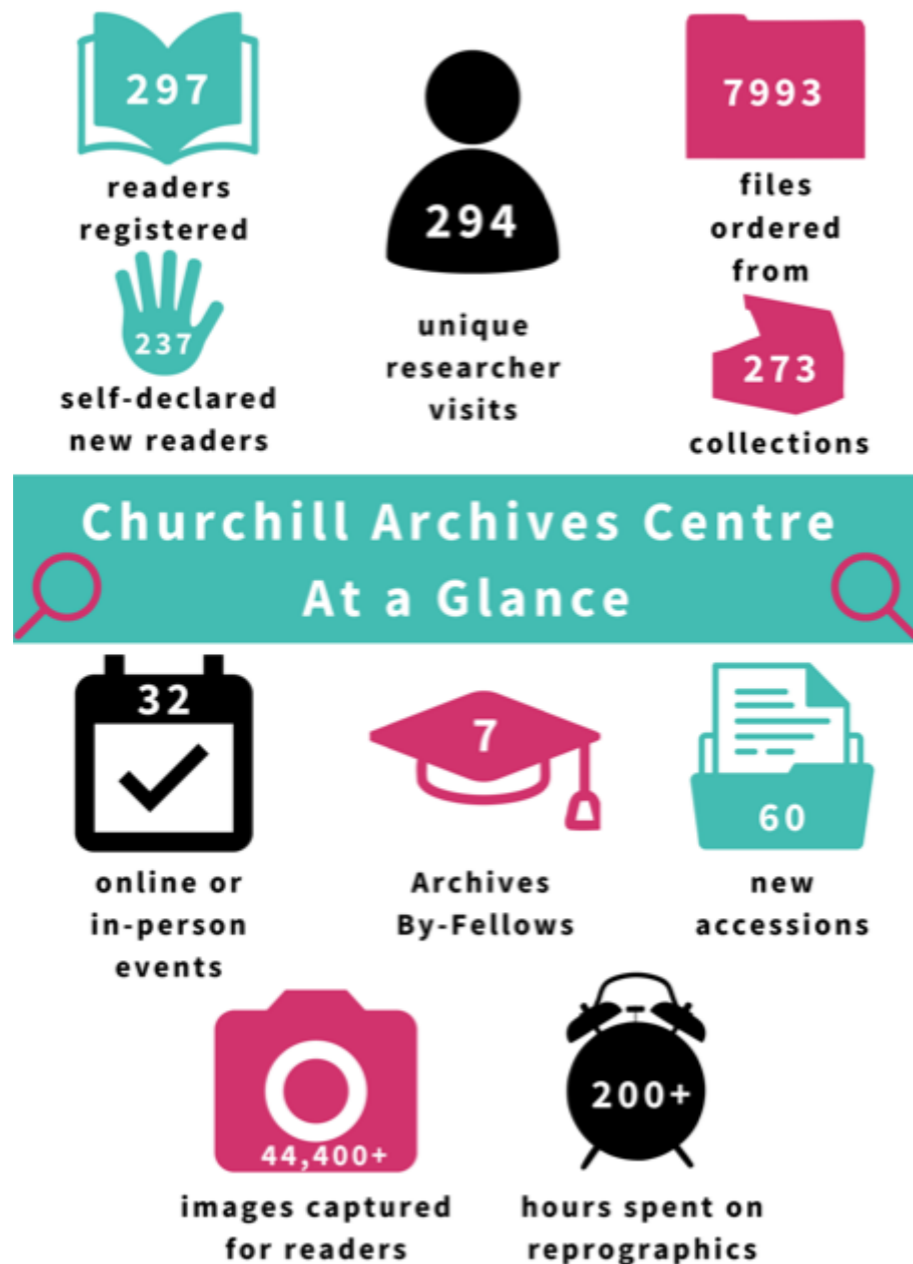 297
readers
registered
237
self-declared
new readers
294
unique
researcher
visits
7993
files
ordered
from
273
collections
Churchill Archives Centre
At a Glance
32
online or
in-person
events
7
Archives
By-Fellows
60
new
accessions
44,400+
images captured
for readers
200+
hours spent on
reprographics